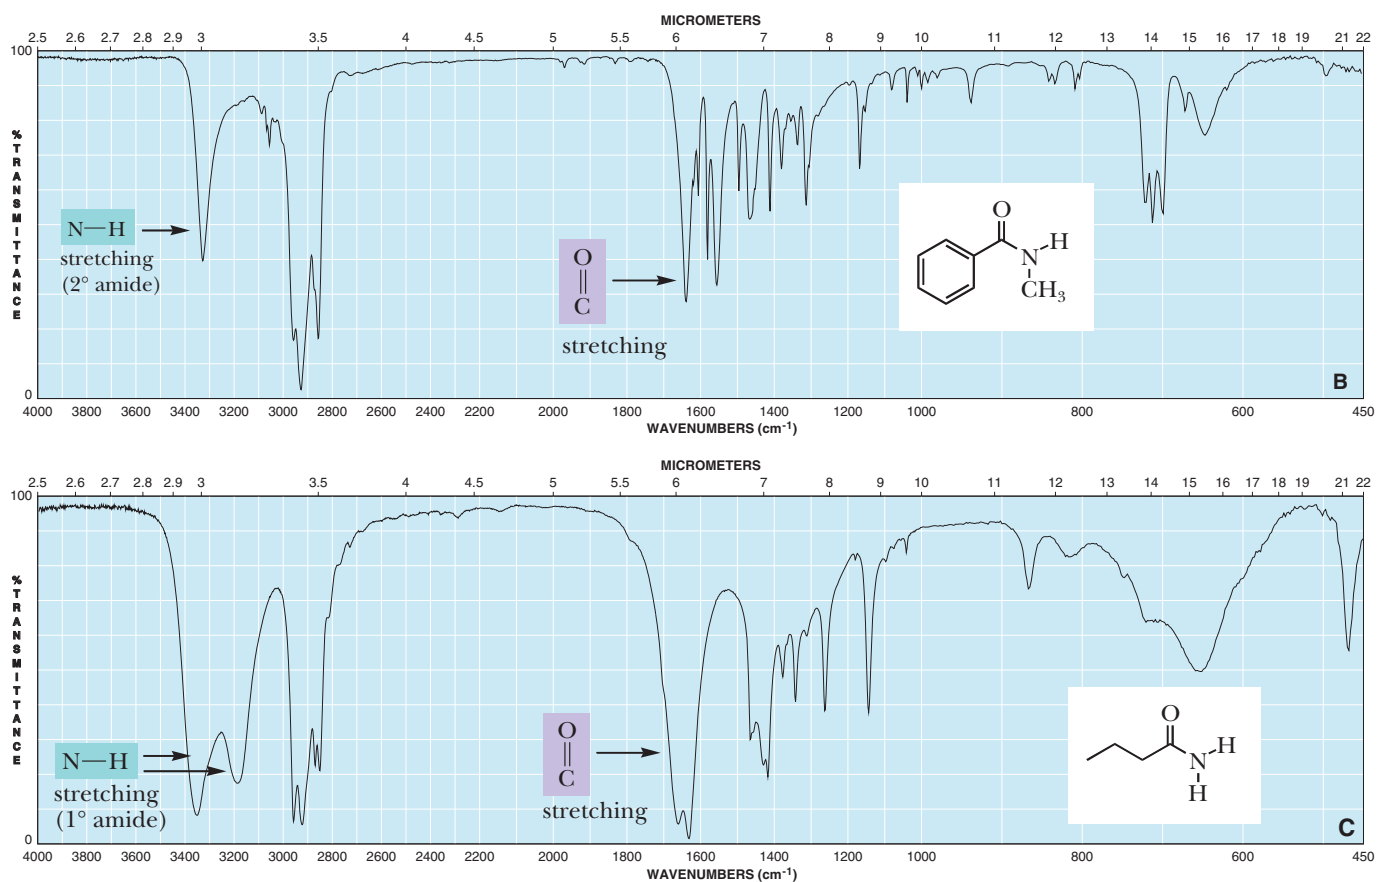 MICROMETERS
2.5 2.6 2.7 2.8 2.9 3 3.5 4 4.5 5 5.5 6 7 8 9 10 11 12 13 14 15 16 17 18 19 21 22
100
%TRANSMITTANCE
N—H
stretching
(2° amide)
O
C
stretching
O
H
N
CH3
0
B
4000 3800 3600 3400 3200 3000 2800 2600 2400 2200 2000 1800 1600 1400 1200 1000 800 600 450
WAVENUMBERS (cm-1)
MICROMETERS
2.5 2.6 2.7 2.8 2.9 3 3.5 4 4.5 5 5.5 6 7 8 9 10 11 12 13 14 15 16 17 18 19 21 22
100
%TRANSMITTANCE
N—H
stretching
(1° amide)
O
C
stretching
O
H
N
H
0
C
4000 3800 3600 3400 3200 3000 2800 2600 2400 2200 2000 1800 1600 1400 1200 1000 800 600 450
WAVENUMBERS (cm-1)